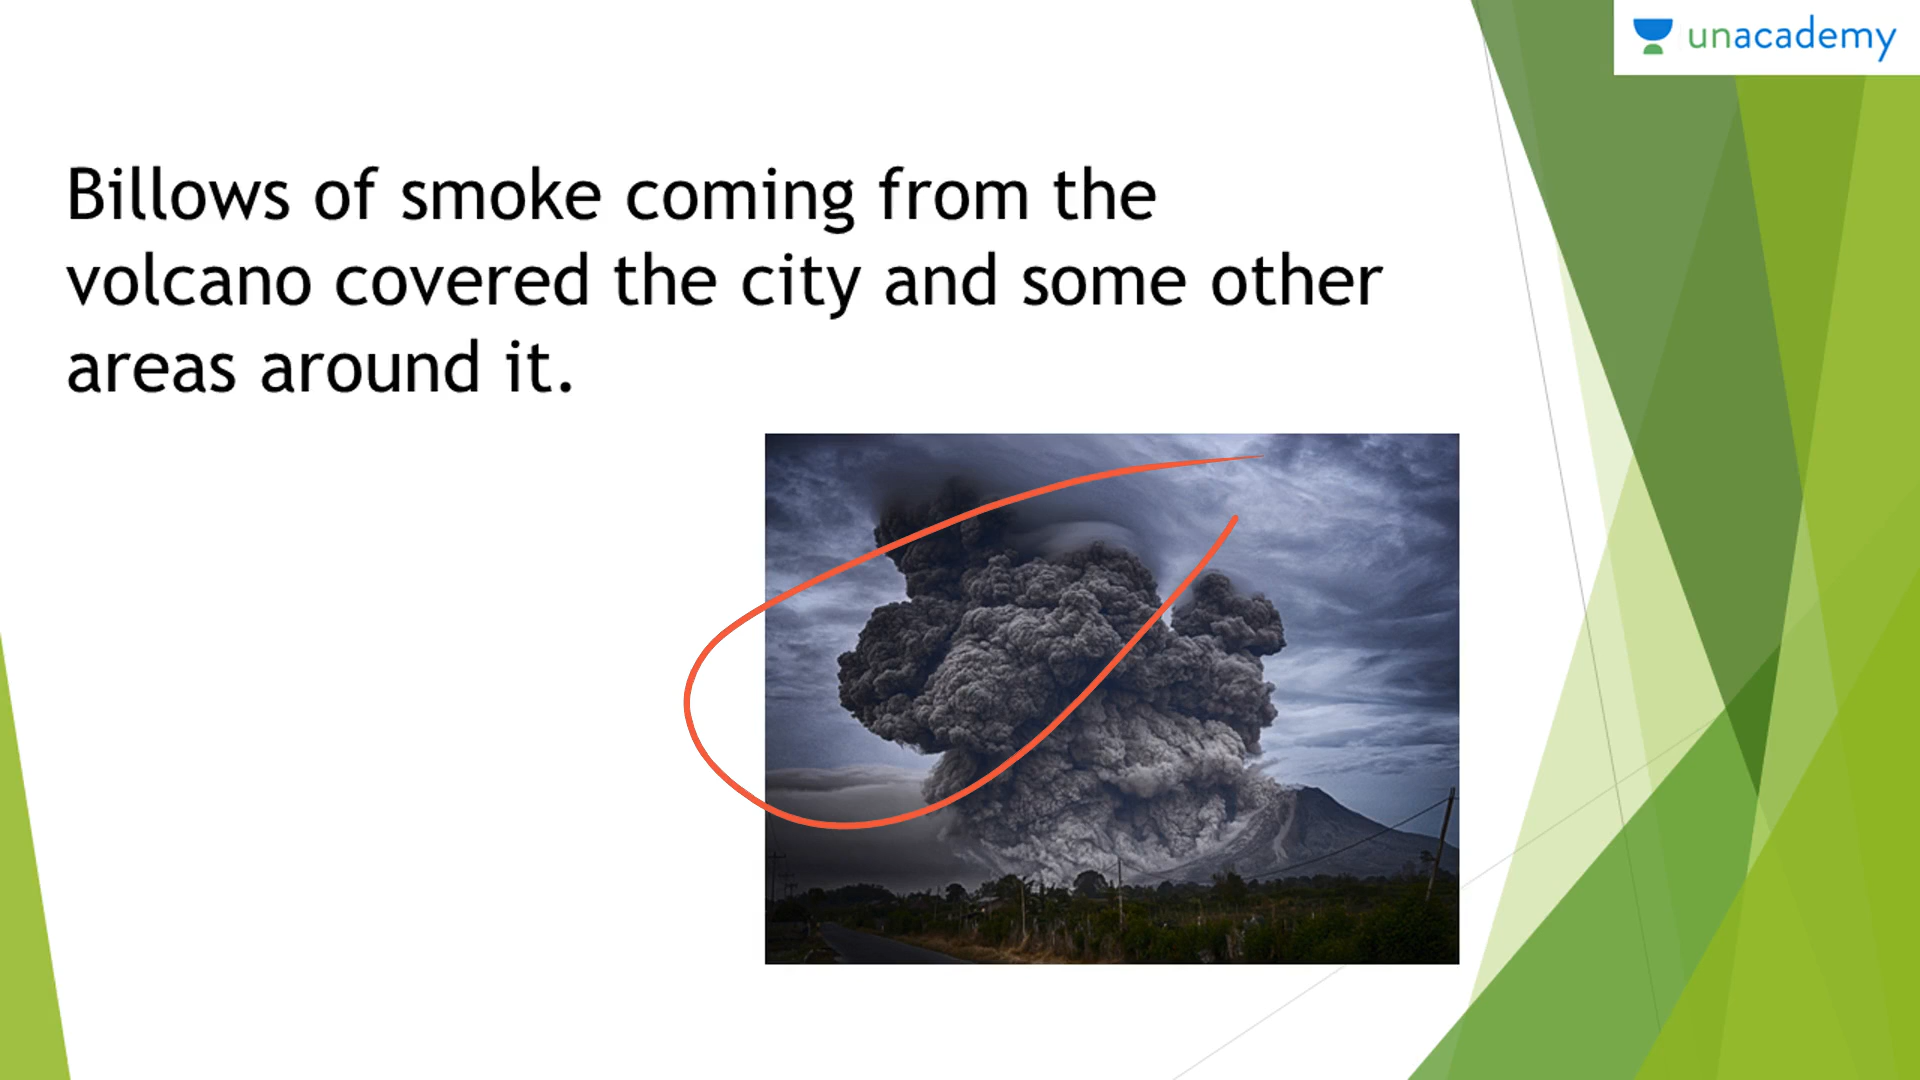 unacademy
Billows of smoke coming from the
volcano covered the city and some other
areas around it.